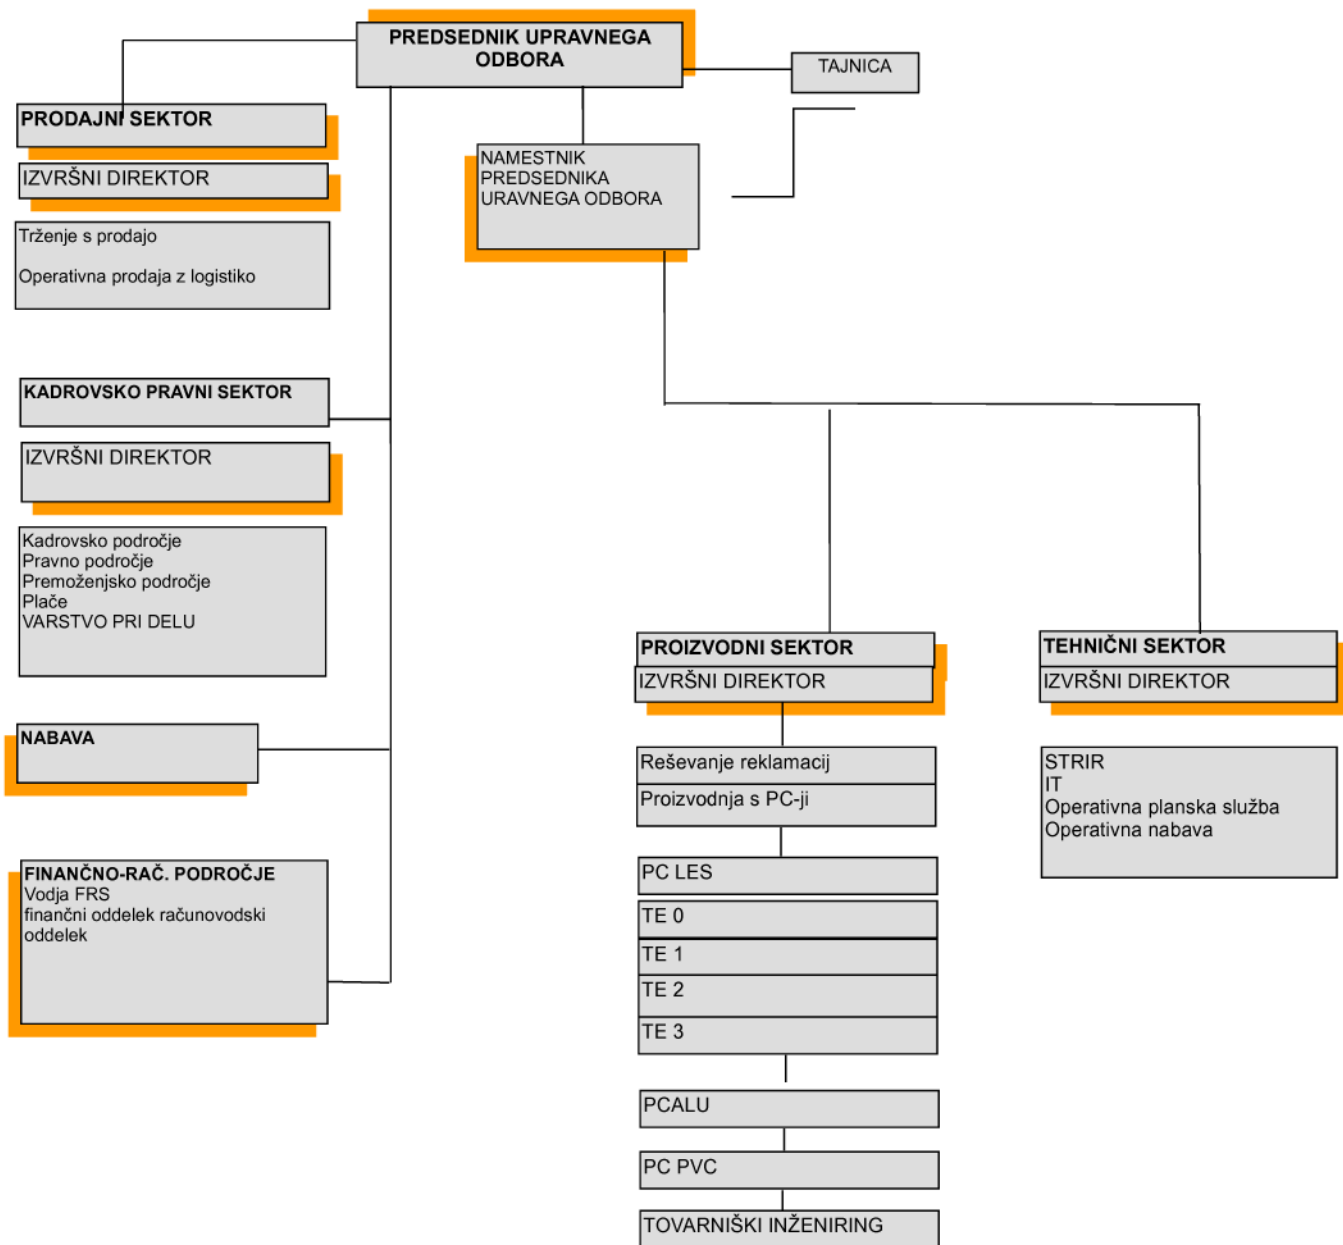 PREDSEDNIK UPRAVNEGA
ODBORA
TAJNICA
PRODAJNI SEKTOR
IZVRŠNI DIREKTOR
Trženje s prodajo
Operativna prodaja z logistiko
NAMESTNIK
PREDSEDNIKA
URAVNEGA ODBORA
KADROVSKO PRAVNI SEKTOR
IZVRŠNI DIREKTOR
Kadrovsko področje
Pravno področje
Premoženjsko področje
Plače
VARSTVO PRI DELU
NABAVA
FINANČNO-RAČ. PODROČJE
Vodja FRS
finančni oddelek računovodski
oddelek
PROIZVODNI SEKTOR
IZVRŠNI DIREKTOR
Reševanje reklamacij
Proizvodnja s PC-ji
PC LES
TE 0
TE 1
TE 2
TE 3
PCALU
PC PVC
TOVARNIŠKI INŽENIRING
TEHNIČNI SEKTOR
IZVRŠNI DIREKTOR
STRIR
IT
Operativna planska služba
Operativna nabava